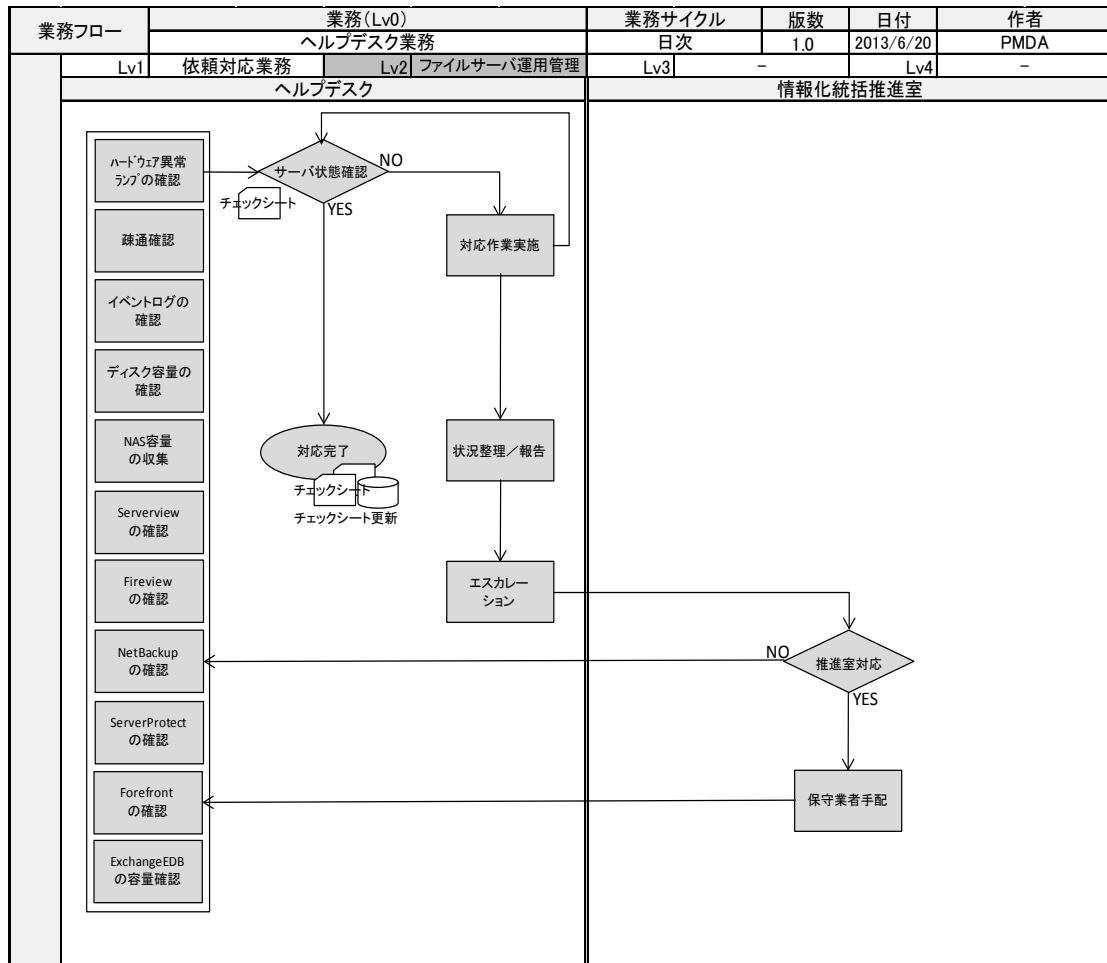 業務フロー
業務(Lv0)
業務サイクル
版数
日付
作者
ヘルプデスク業務
日次
1.0
2013/6/20
PMDA
Lv1
依頼対応業務
Lv2
ファイルサーバ運用管理
Lv3
−
Lv4
−
ヘルプデスク
情報化統括推進室
ハードウェア異常
ランプの確認
疎通確認
イベントログの
確認
ディスク容量の
確認
NAS容量
の収集
Serverview
の確認
Fireview
の確認
NetBackup
の確認
ServerProtect
の確認
Forefront
の確認
ExchangeEDB
の容量確認
サーバ状態確認
NO
チェックシート
YES
対応作業実施
対応完了
チェックシート
チェックシート更新
状況整理/報告
エスカレー
ション
NO
推進室対応
YES
保守業者手配